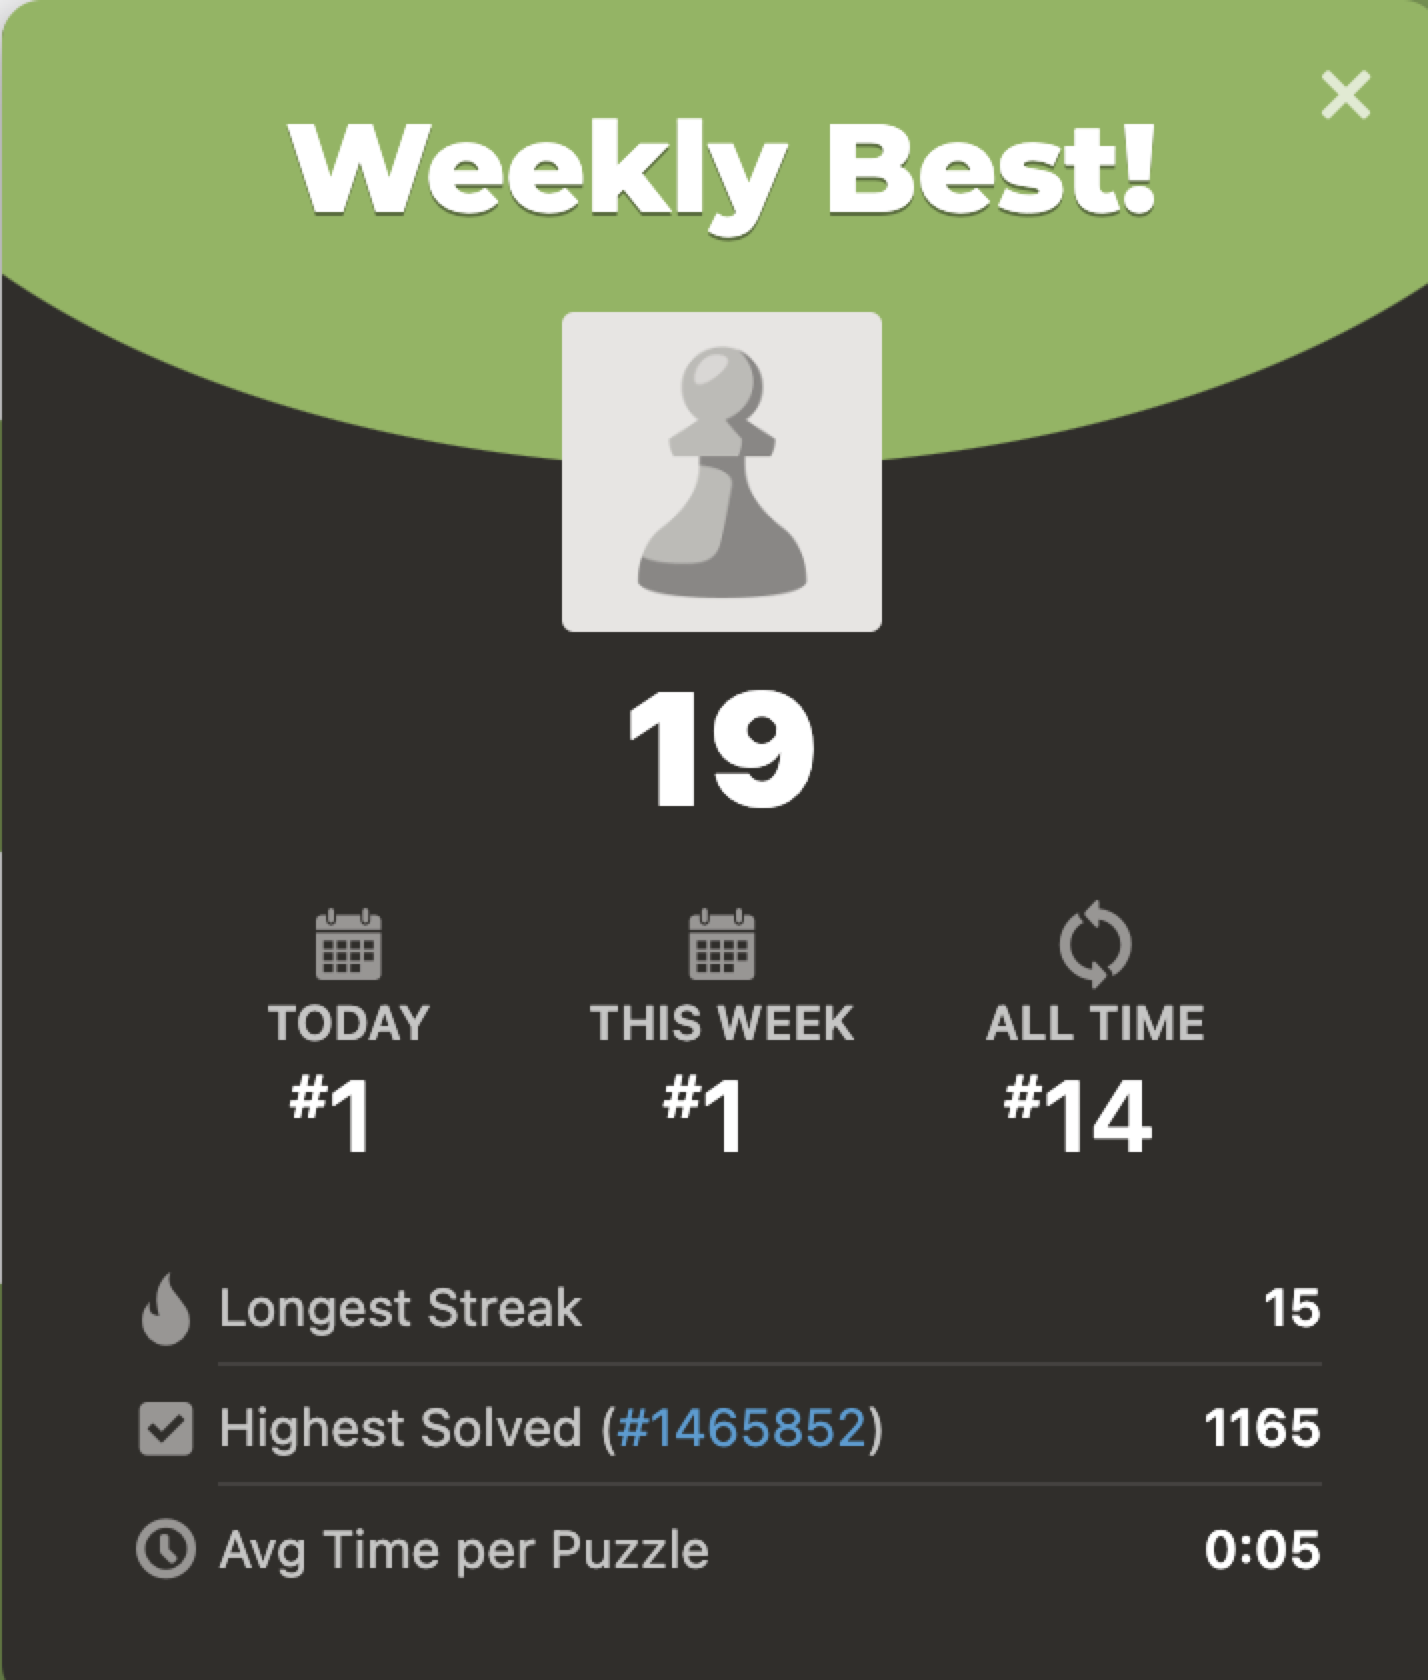 Weekly Best!
19
TODAY THIS WEEK ALL TIME
#1 #1 #14
Longest Streak 15
Highest Solved (#1465852) 1165
Avg Time per Puzzle 0:05